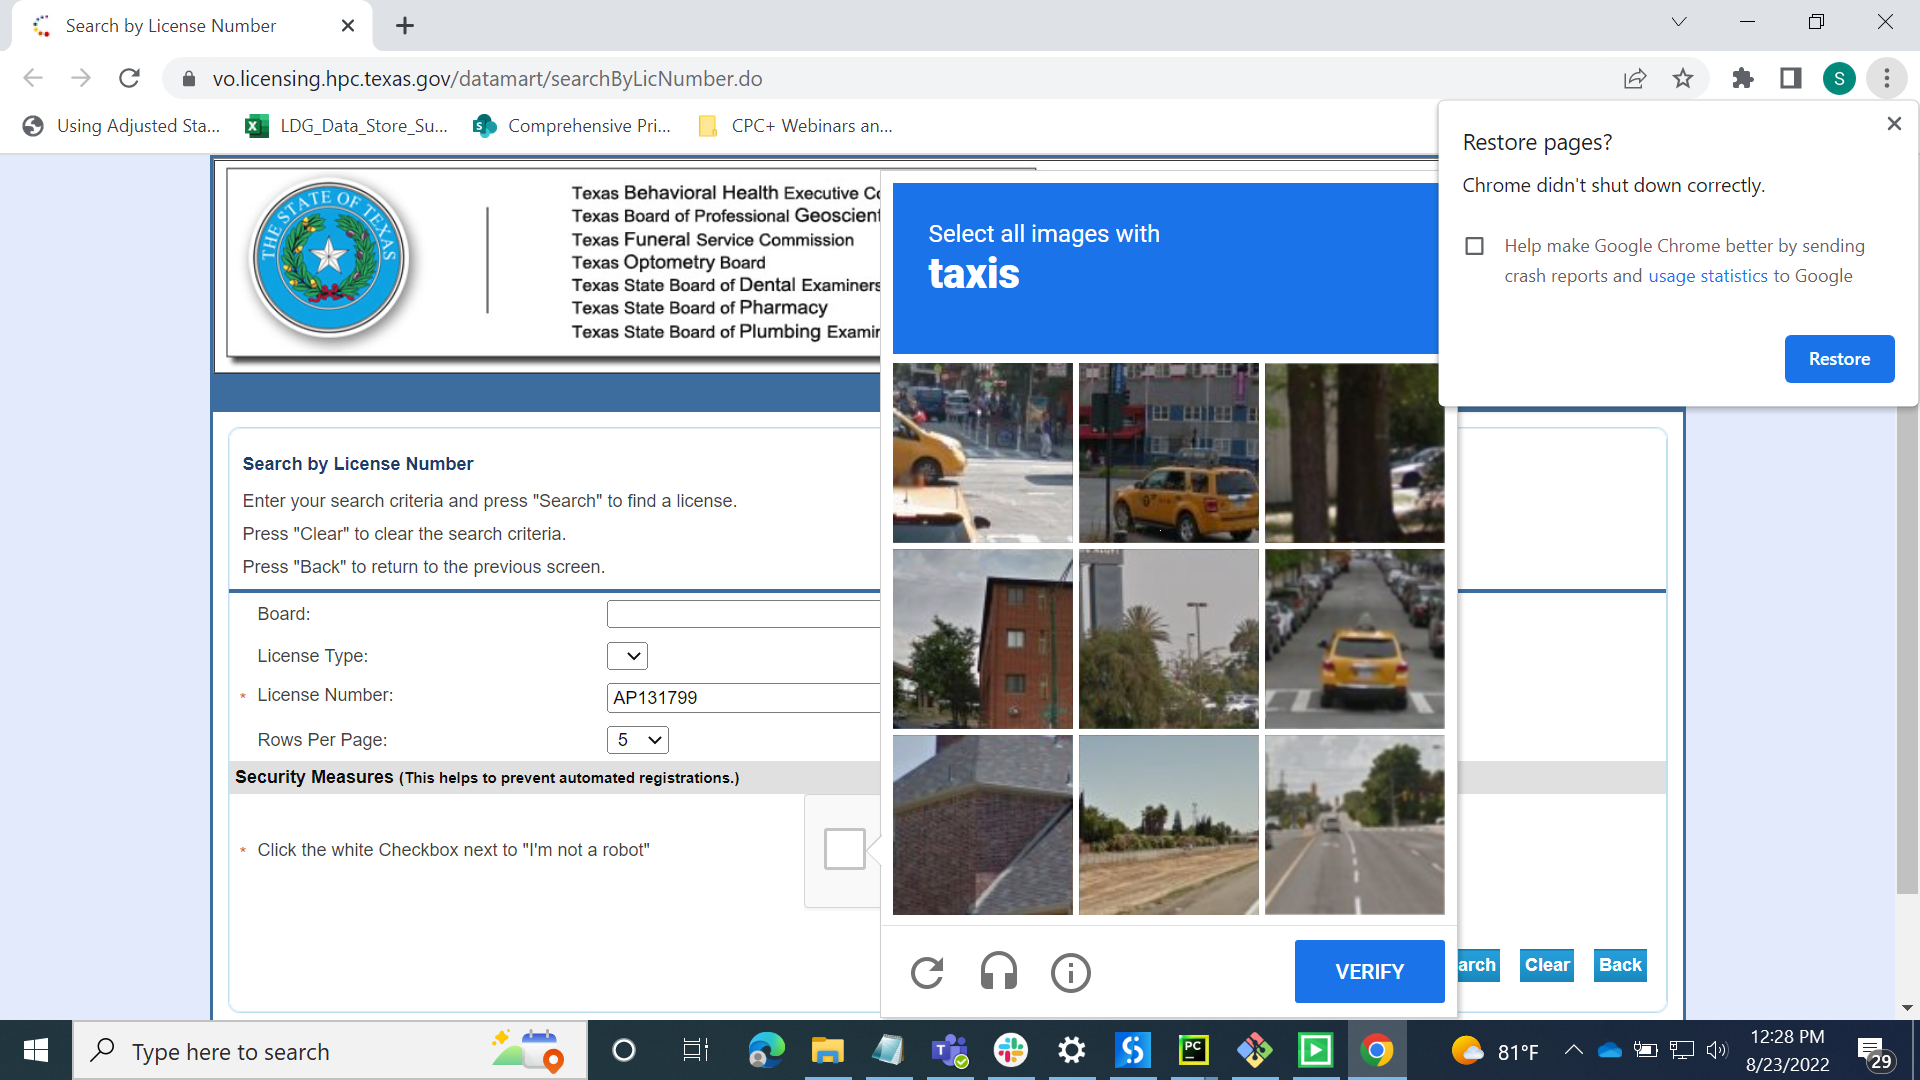 Search by License Number
vo.licensing.hpc.texas.gov/datamart/searchByLicNumber.do
S
Using Adjusted Sta...
LDG_Data_Store_Su...
Comprehensive Pri...
CPC+ Webinars an...
Restore pages?
Chrome didn't shut down correctly.
Help make Google Chrome better by sending
crash reports and usage statistics to Google
Restore
THE STATE OF TEXAS
Texas Behavioral Health Executive Co
Texas Board of Professional Geoscient
Texas Funeral Service Commission
Texas Optometry Board
Texas State Board of Dental Examiners
Texas State Board of Pharmacy
Texas State Board of Plumbing Examin
Select all images with
taxis
Search by License Number
Enter your search criteria and press "Search" to find a license.
Press "Clear" to clear the search criteria.
Press "Back" to return to the previous screen.
Board:
License Type:
* License Number:
AP131799
Rows Per Page:
5
Security Measures (This helps to prevent automated registrations.)
* Click the white Checkbox next to "I'm not a robot"
VERIFY
arch
Clear
Back
Type here to search
PC
81°F
12:28 PM
8/23/2022
29